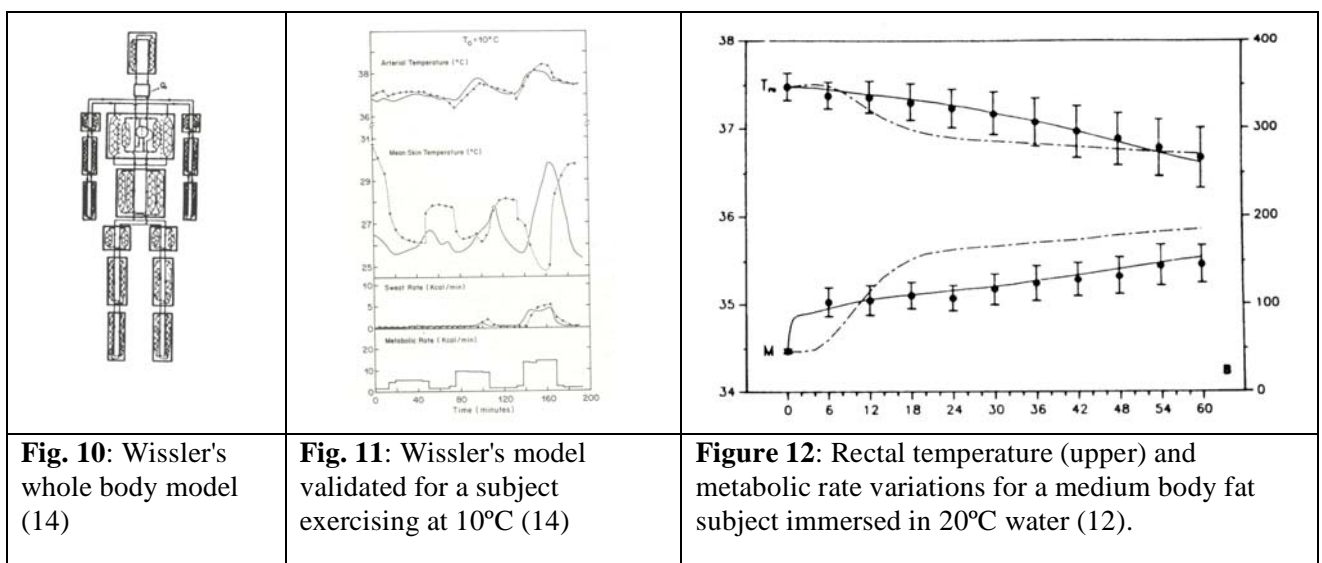 T₀=10°C
Arterial Temperature (°C)
38
36
31
Mean Skin Temperature (°C)
29
27
25
Sweat Rate (Kcal/min)
10
5
0
Metabolic Rate (Kcal/min)
20
10
0
0 40 80 120 160 200
Time (minutes)
38
37
36
35
34
400
300
200
100
0
M
B
0 6 12 18 24 30 36 42 48 54 60
Fig. 10: Wissler's
whole body model
(14)
Fig. 11: Wissler's model
validated for a subject
exercising at 10ºC (14)
Figure 12: Rectal temperature (upper) and
metabolic rate variations for a medium body fat
subject immersed in 20ºC water (12).